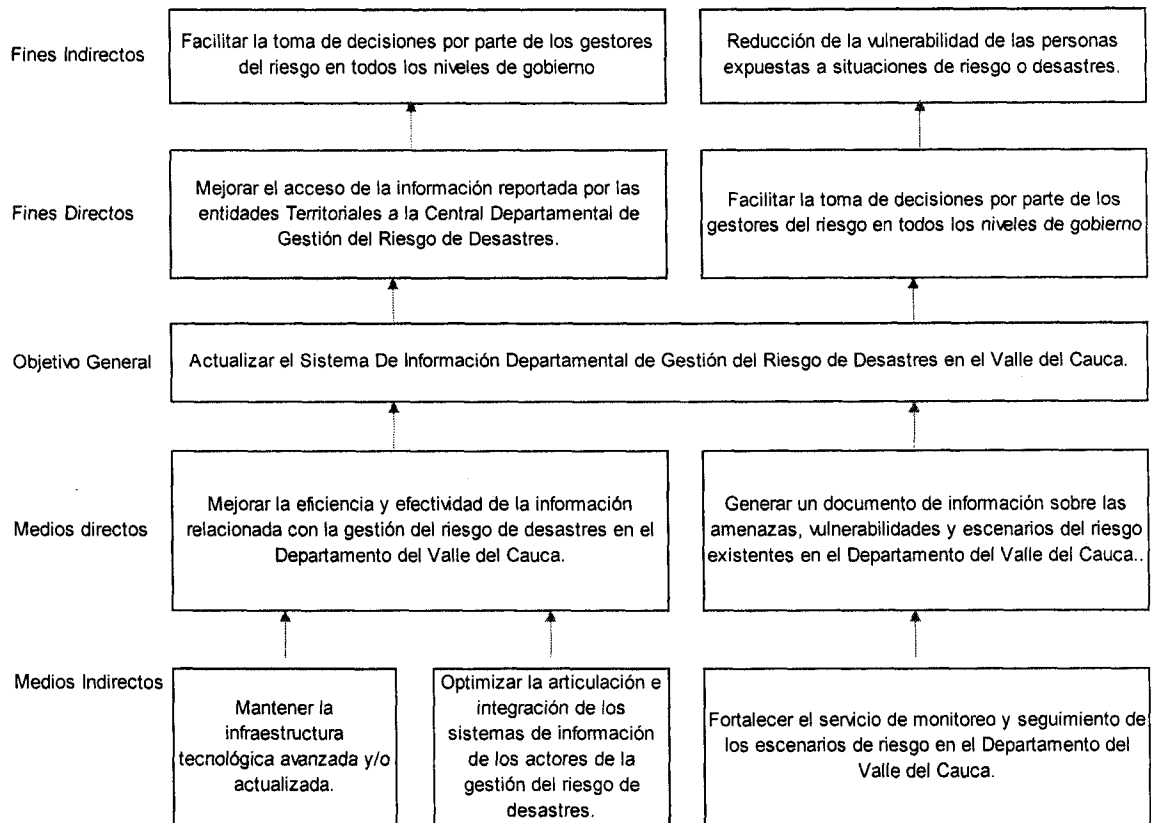 Fines Indirectos
Facilitar la toma de decisiones por parte de los gestores
del riesgo en todos los niveles de gobierno
Reducción de la vulnerabilidad de las personas
expuestas a situaciones de riesgo o desastres.
Fines Directos
Mejorar el acceso de la información reportada por las
entidades Territoriales a la Central Departamental de
Gestión del Riesgo de Desastres.
Facilitar la toma de decisiones por parte de los
gestores del riesgo en todos los niveles de gobierno
Objetivo General
Actualizar el Sistema De Información Departamental de Gestión del Riesgo de Desastres en el Valle del Cauca.
Medios directos
Mejorar la eficiencia y efectividad de la información
relacionada con la gestión del riesgo de desastres en el
Departamento del Valle del Cauca.
Generar un documento de información sobre las
amenazas, vulnerabilidades y escenarios del riesgo
existentes en el Departamento del Valle del Cauca..
Medios Indirectos
Mantener la
infraestructura
tecnológica avanzada y/o
actualizada.
Optimizar la articulación e
integración de los
sistemas de información
de los actores de la
gestión del riesgo de
desastres.
Fortalecer el servicio de monitoreo y seguimiento de
los escenarios de riesgo en el Departamento del
Valle del Cauca.